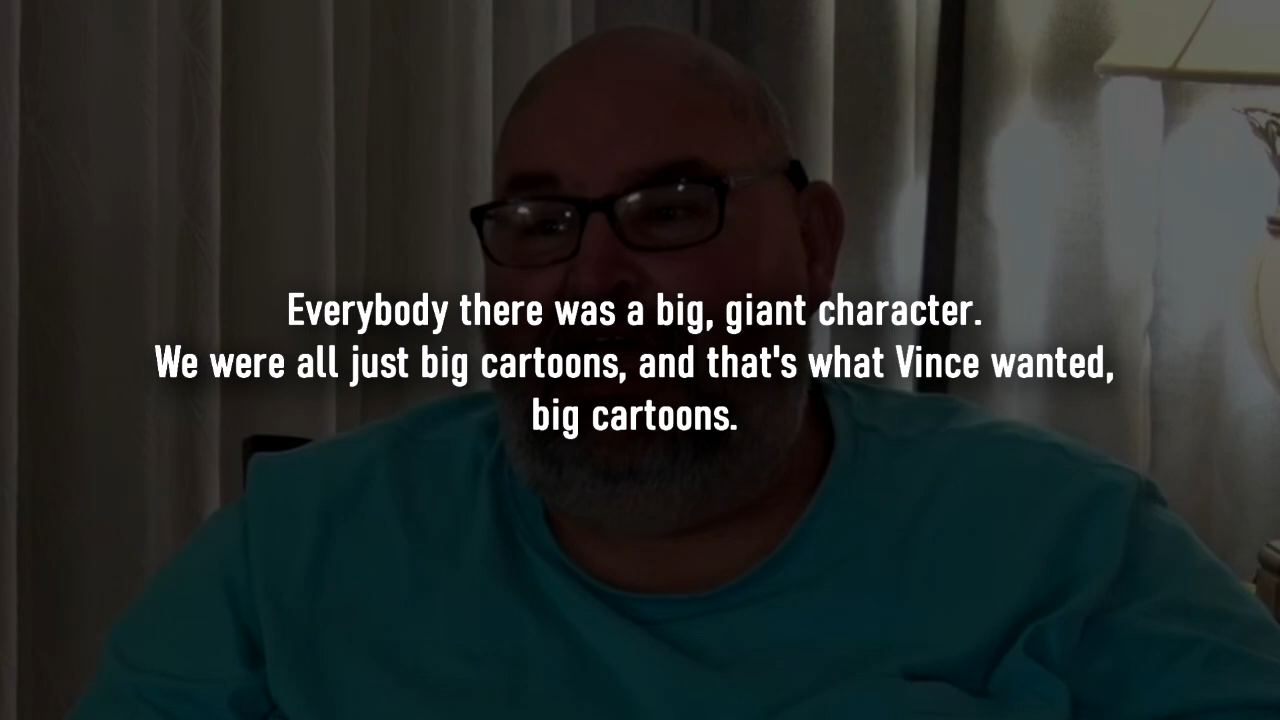 Everybody there was a big, giant character.
We were all just big cartoons, and that's what Vince wanted,
big cartoons.